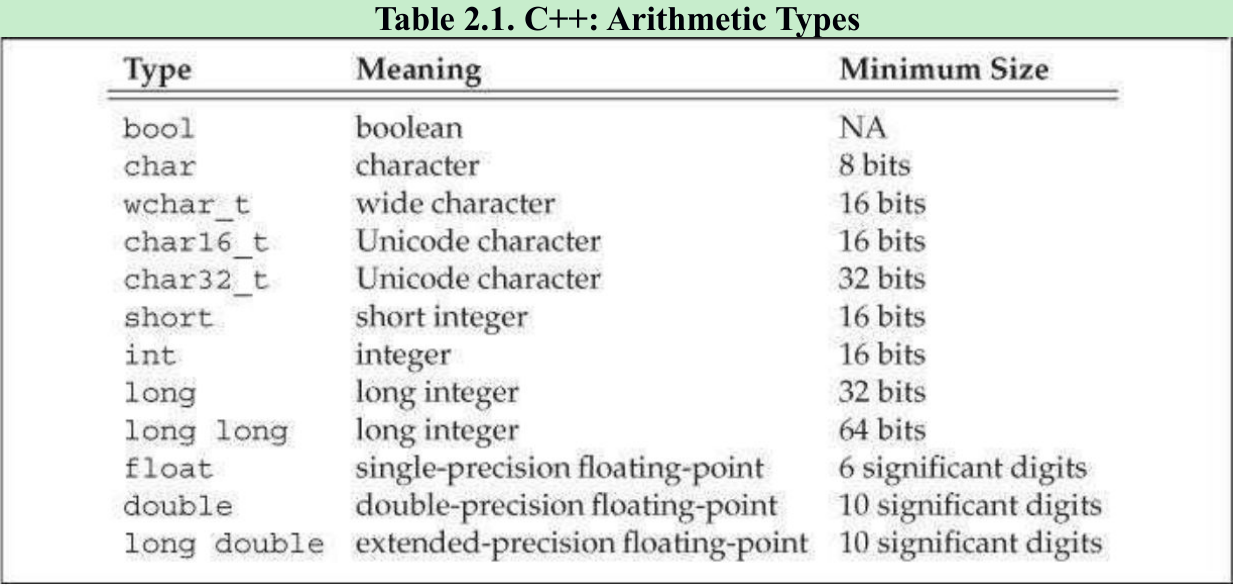 Table 2.1. C++: Arithmetic Types
Type Meaning Minimum Size
bool boolean NA
char character 8 bits
wchar_t wide character 16 bits
char16_t Unicode character 16 bits
char32_t Unicode character 32 bits
short short integer 16 bits
int integer 16 bits
long long integer 32 bits
long long long integer 64 bits
float single-precision floating-point 6 significant digits
double double-precision floating-point 10 significant digits
long double extended-precision floating-point 10 significant digits